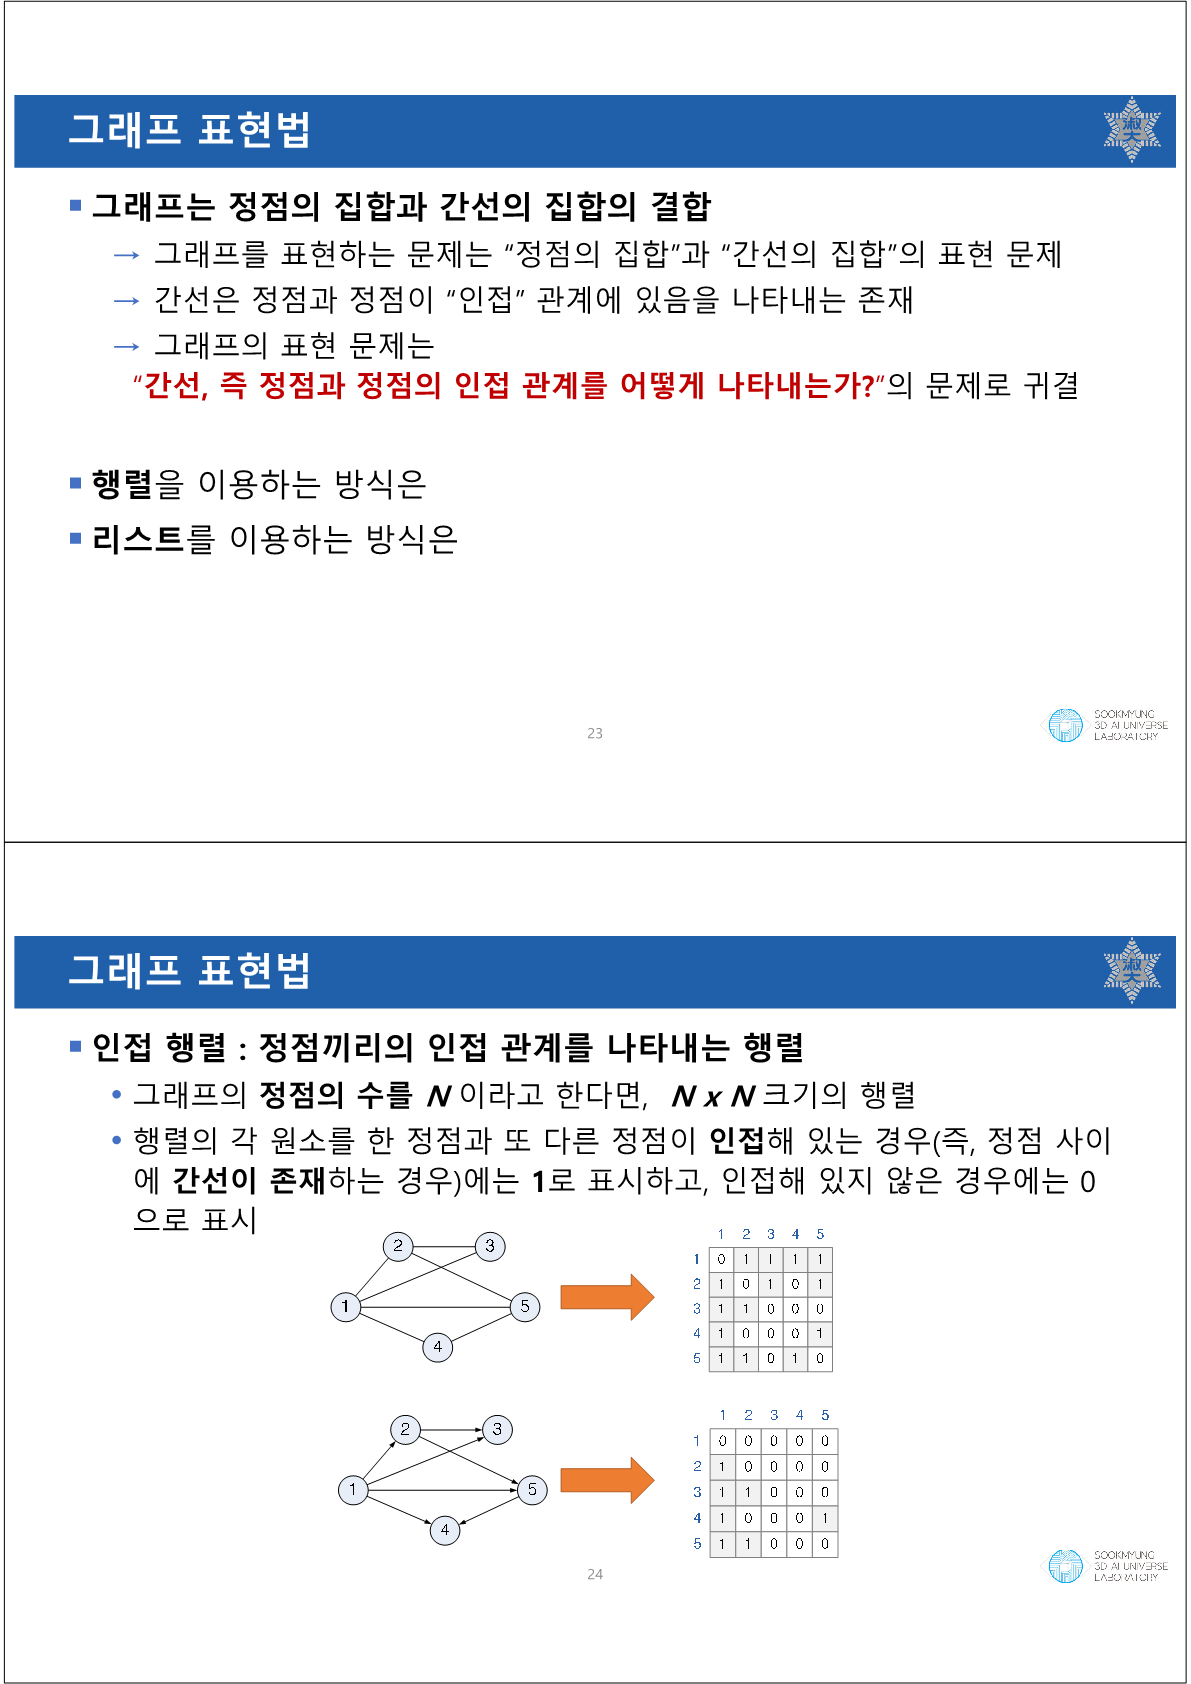 그래프 표현법
그래프는 정점의 집합과 간선의 집합의 결합
→ 그래프를 표현하는 문제는 “정점의 집합”과 “간선의 집합”의 표현 문제
→ 간선은 정점과 정점이 “인접” 관계에 있음을 나타내는 존재
→ 그래프의 표현 문제는
“간선, 즉 정점과 정점의 인접 관계를 어떻게 나타내는가?”의 문제로 귀결
행렬을 이용하는 방식은
리스트를 이용하는 방식은
23
SOOKMYUNG
3D AI UNIVERSE
LABORATORY
그래프 표현법
인접 행렬 : 정점끼리의 인접 관계를 나타내는 행렬
• 그래프의 정점의 수를 N 이라고 한다면, N x N 크기의 행렬
• 행렬의 각 원소를 한 정점과 또 다른 정점이 인접해 있는 경우(즉, 정점 사이
에 간선이 존재하는 경우)에는 1로 표시하고, 인접해 있지 않은 경우에는 0
으로 표시
2 3
1 5
4
1 2 3 4 5
1 0 1 1 1 1
2 1 0 1 0 1
3 1 1 0 0 0
4 1 0 0 0 1
5 1 1 0 1 0
2 3
1 5
4
1 2 3 4 5
1 0 0 0 0 0
2 1 0 0 0 0
3 1 1 0 0 0
4 1 0 0 0 1
5 1 1 0 0 0
24
SOOKMYUNG
3D AI UNIVERSE
LABORATORY